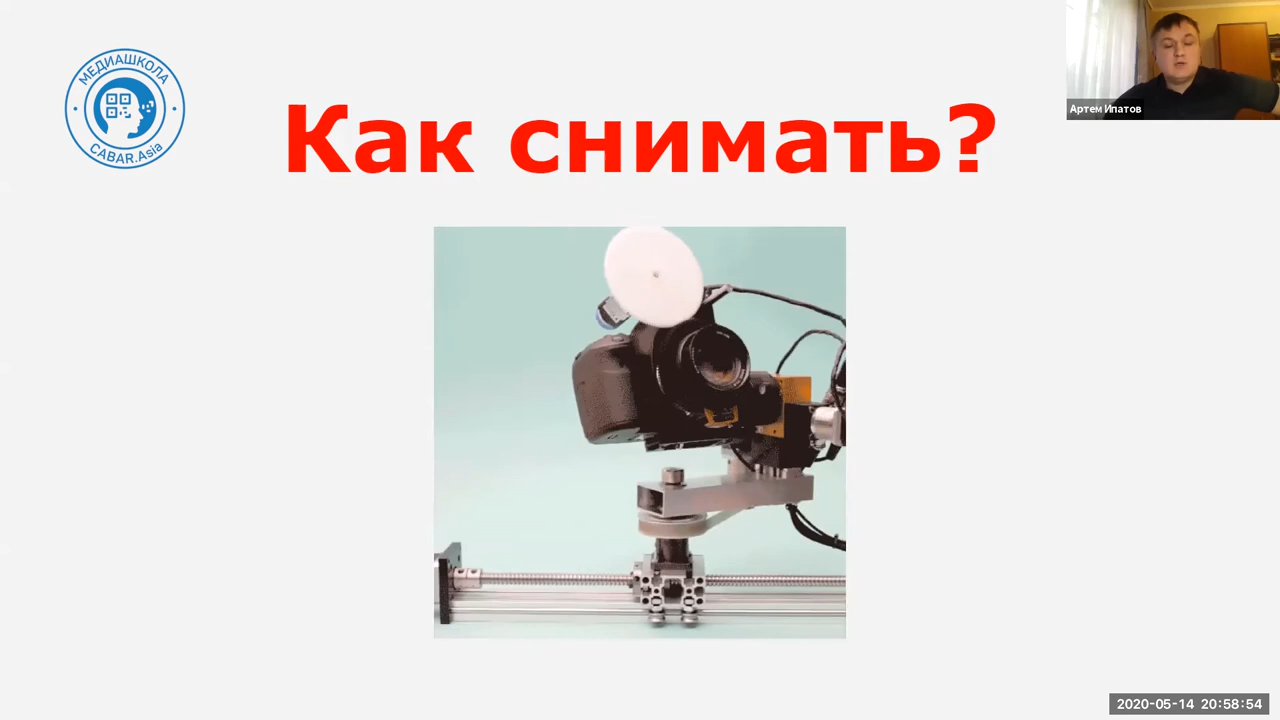 МЕДИАШКОЛА
CABAR.Asia
Как снимать?
Артем Ипатов
2020-05-14 20:58:54